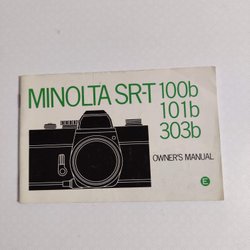 MINOLTA SR-T 100b
101b
303b
OWNER'S MANUAL
E